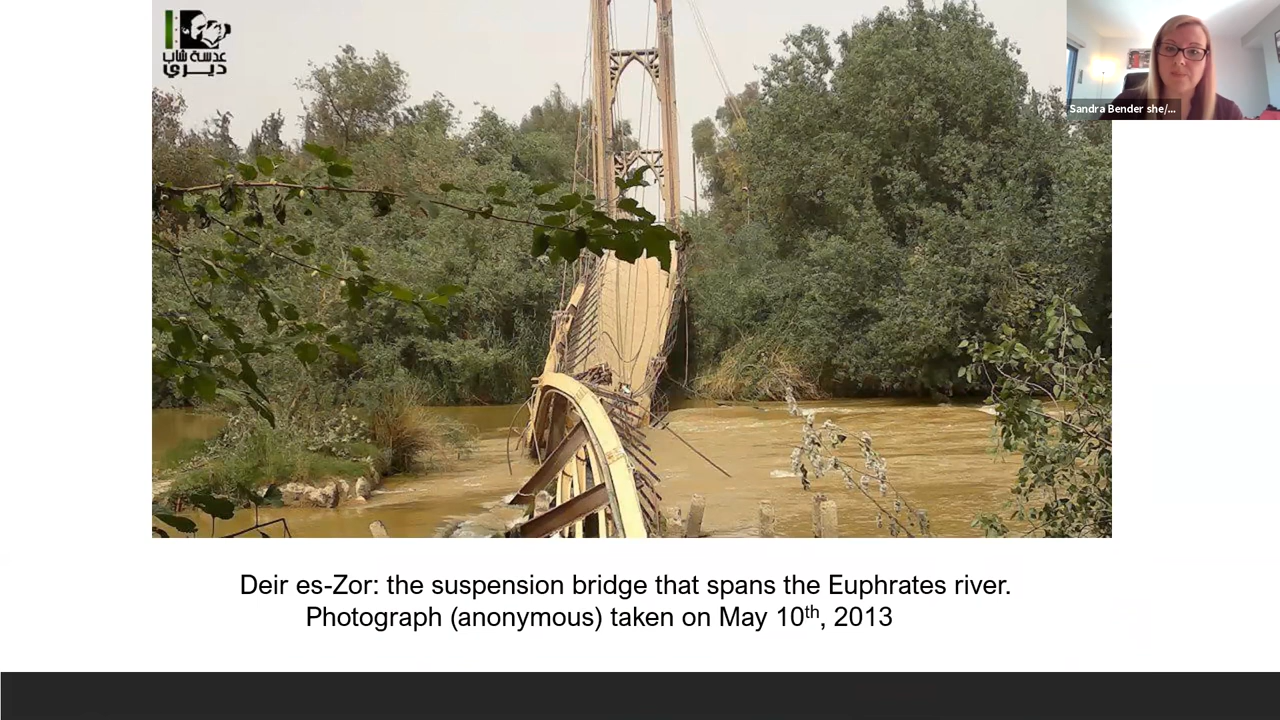 عدسة شاب
ديــري
Sandra Bender she/...
Deir es-Zor: the suspension bridge that spans the Euphrates river.
Photograph (anonymous) taken on May 10th, 2013